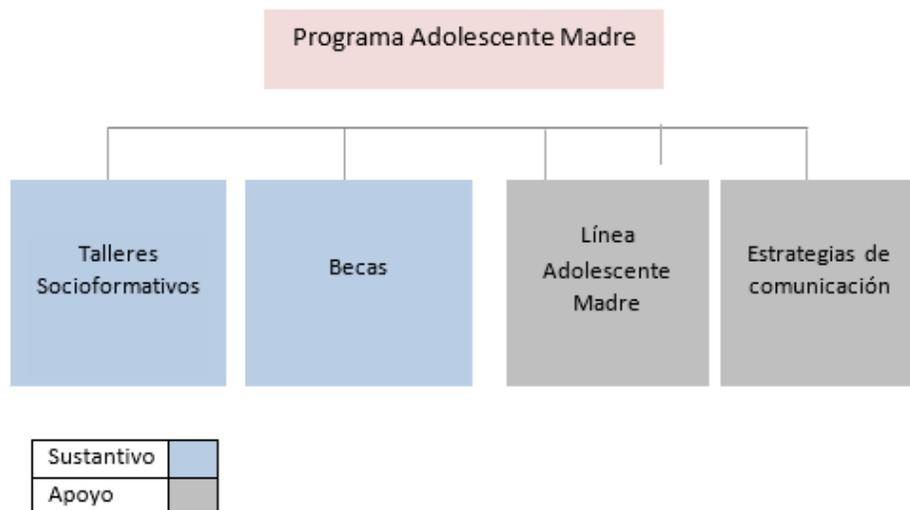 Programa Adolescente Madre
Talleres
Socioformativos
Becas
Línea
Adolescente
Madre
Estrategias de
comunicación
Sustantivo
Apoyo